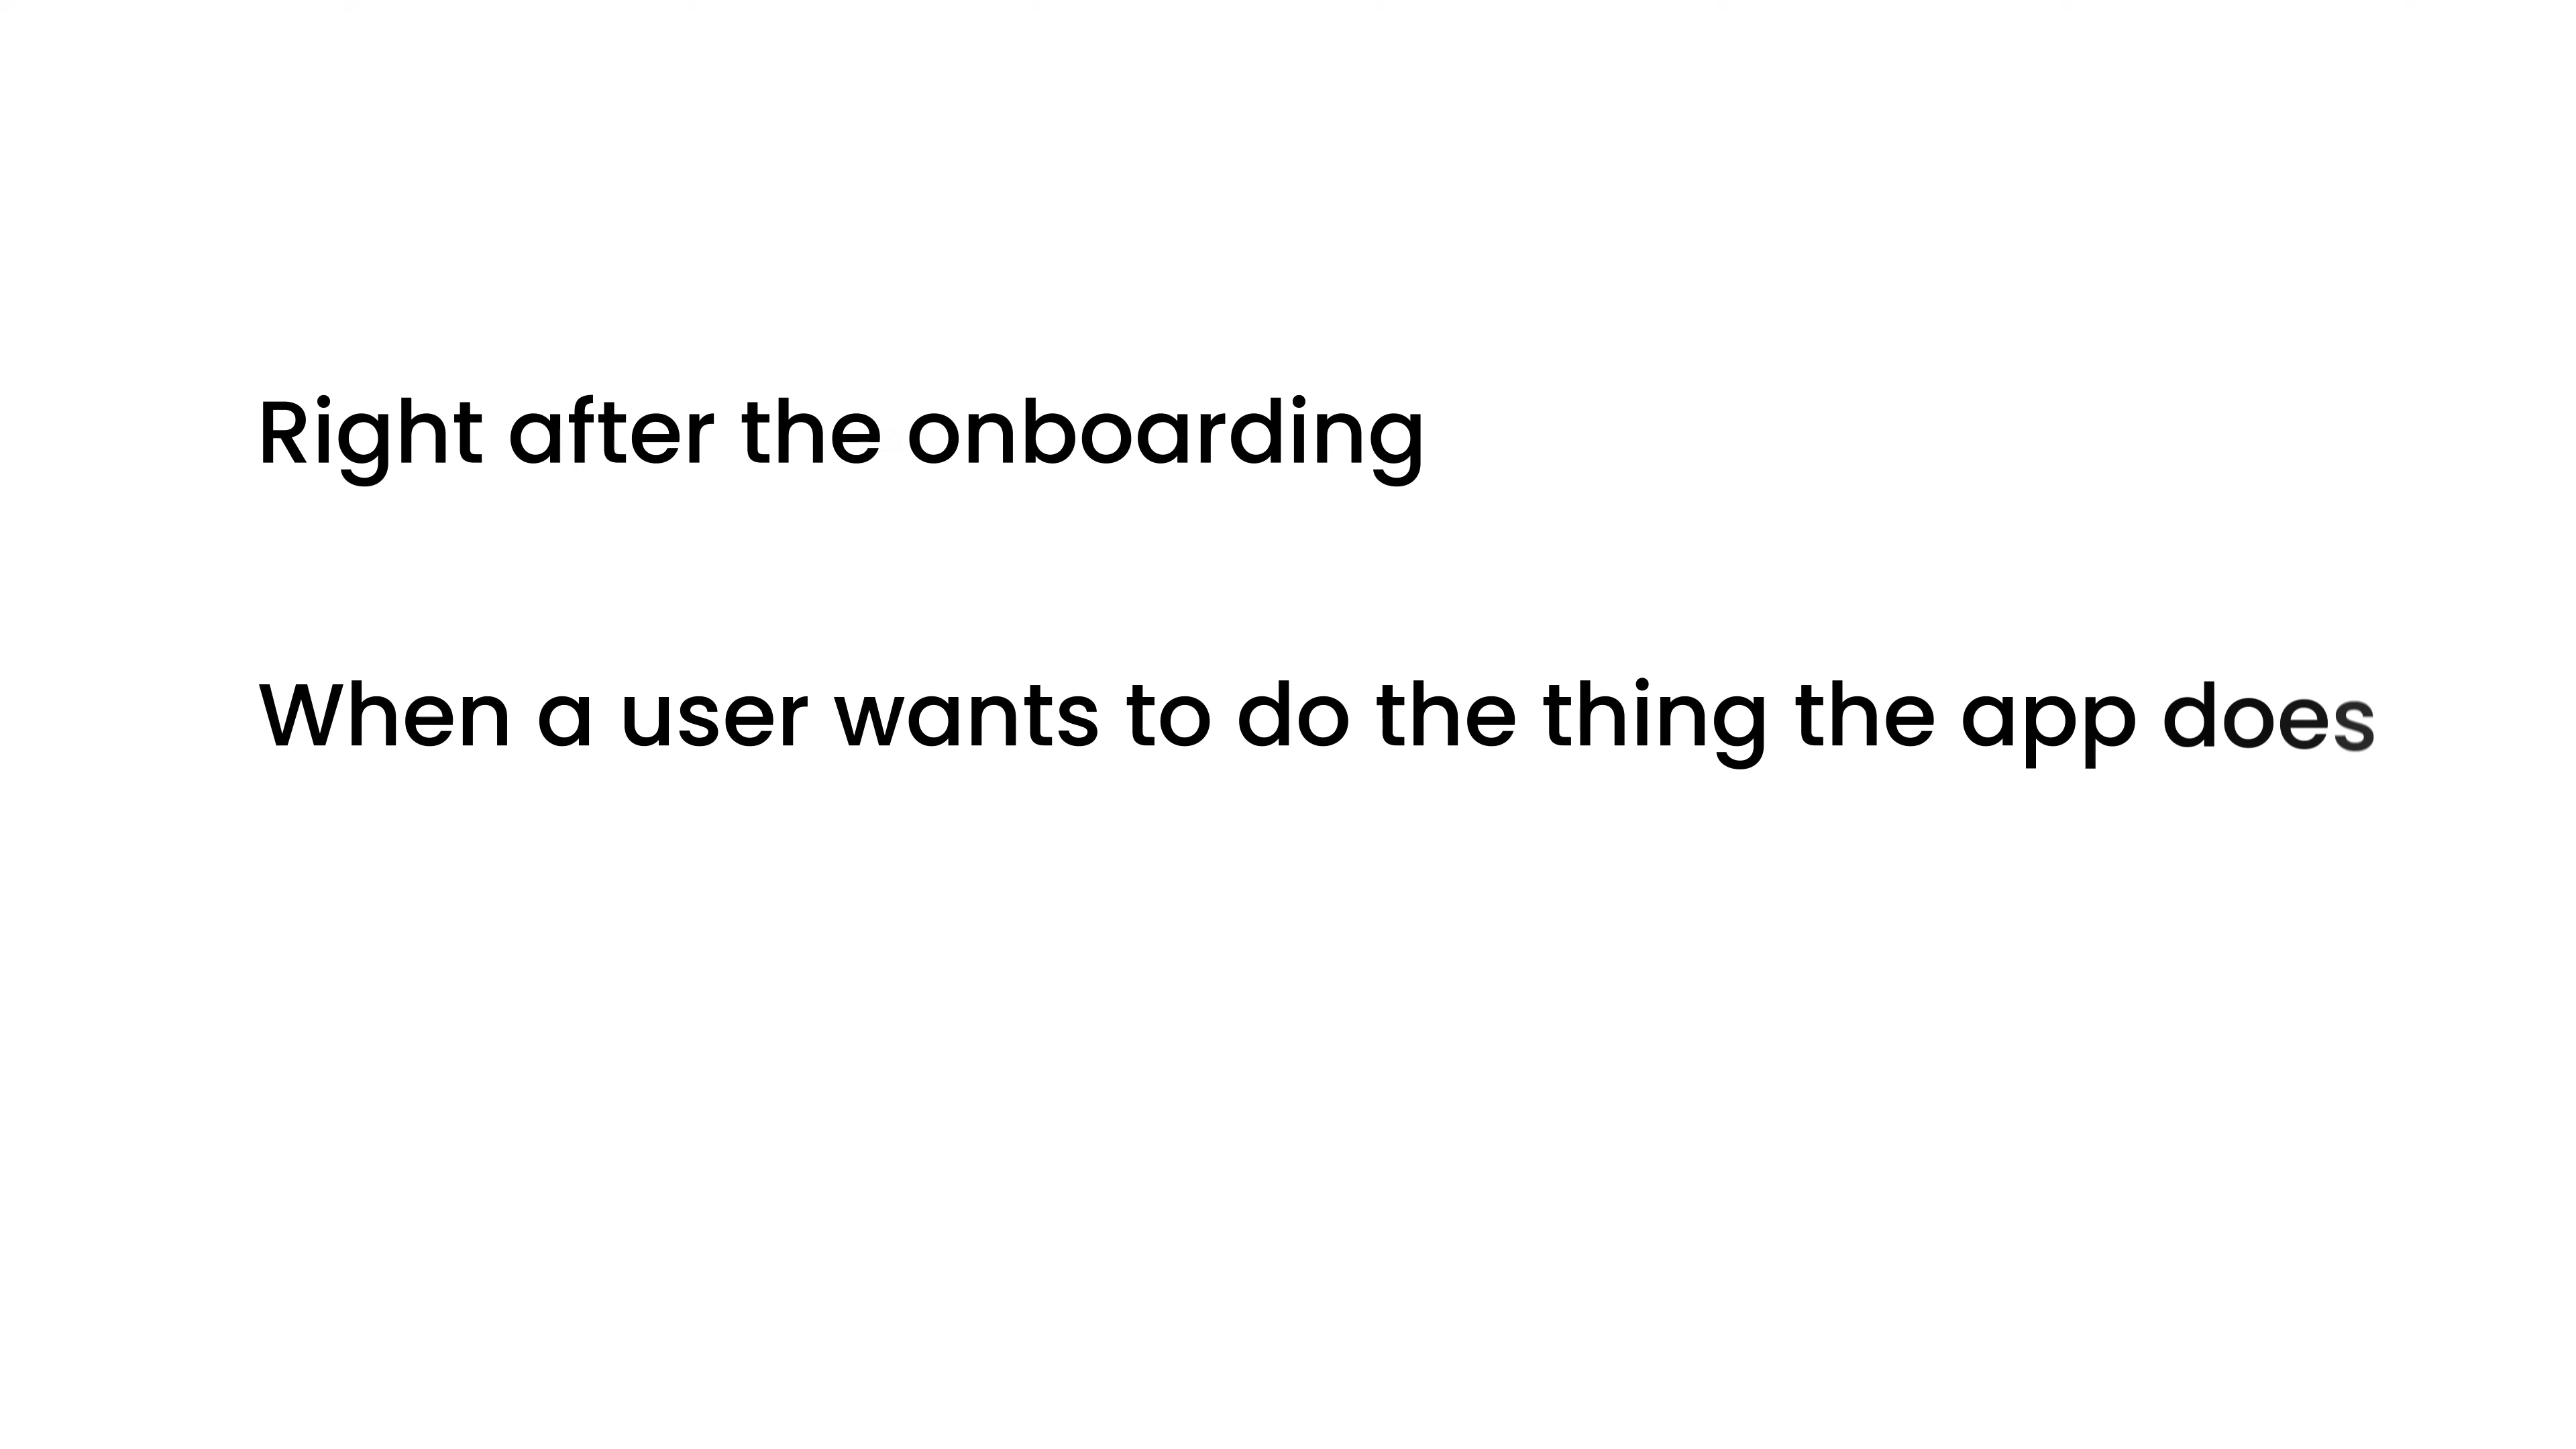 Right after the onboarding
When a user wants to do the thing the app does